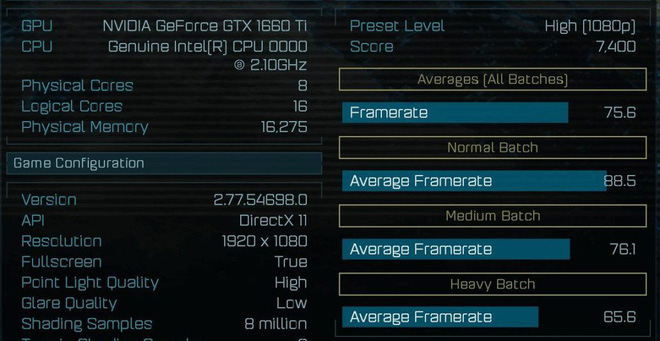 GPU NVIDIA GeForce GTX 1660 Ti
CPU Genuine Intel(R) CPU 0000
@ 2.10GHz
Physical Cores 8
Logical Cores 16
Physical Memory 16,275
Game Configuration
Version 2.77.54698.0
API DirectX 11
Resolution 1920 x 1080
Fullscreen True
Point Light Quality High
Glare Quality Low
Shading Samples 8 million
Preset Level High (1080p)
Score 7,400
Averages (All Batches)
Framerate 75.6
Normal Batch
Average Framerate 88.5
Medium Batch
Average Framerate 76.1
Heavy Batch
Average Framerate 65.6